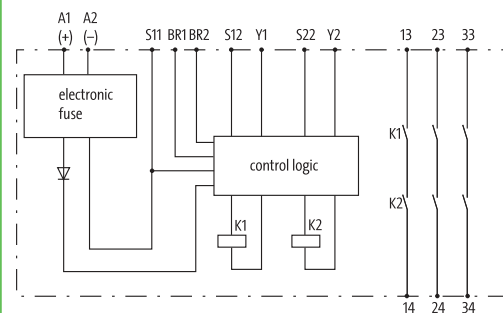 A1 A2 S11 BR1 BR2 S12 Y1 S22 Y2 13 23 33
(+) (–)
electronic
fuse
K1
control logic
K2
K1 K2
14 24 34